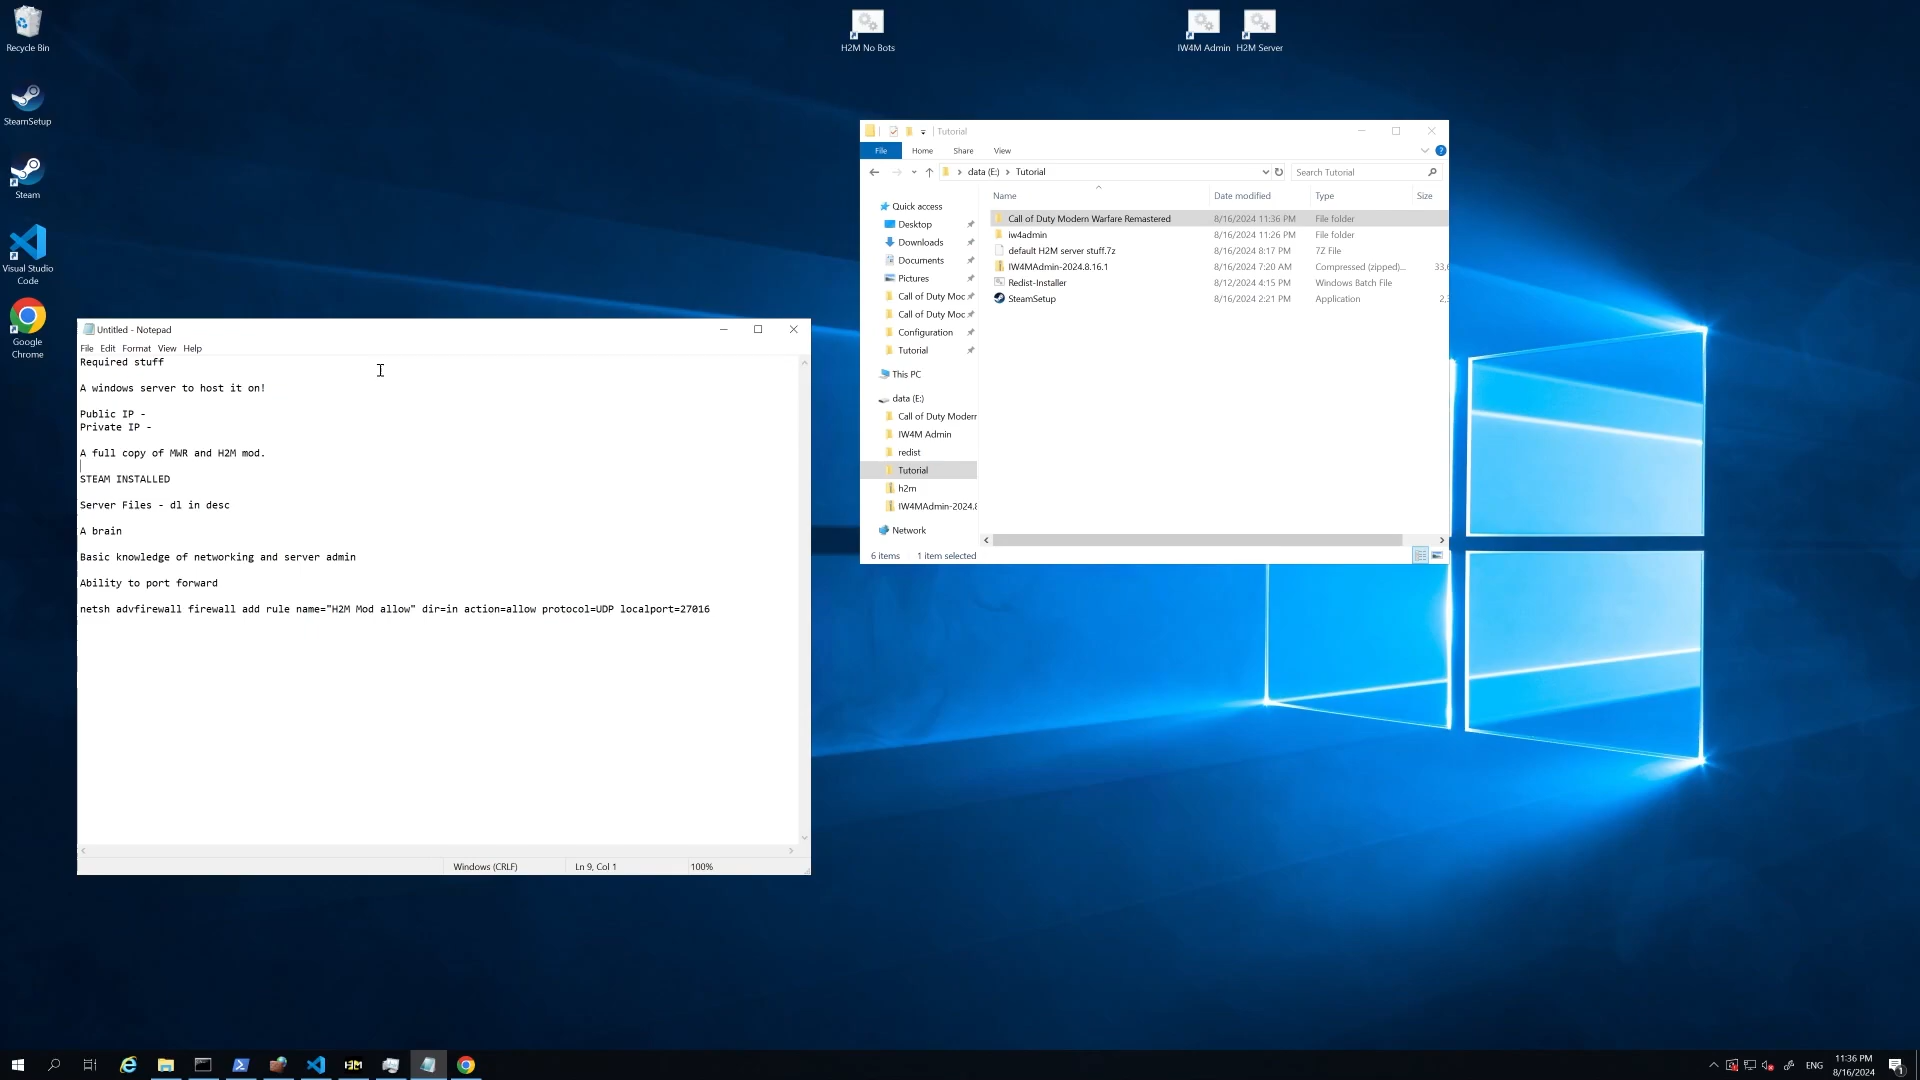 Recycle Bin
SteamSetup
Steam
Visual Studio
Code
Google
Chrome
H2M No Bots
IW4M Admin
H2M Server
Untitled - Notepad
File Edit Format View Help
Required stuff
A windows server to host it on!
Public IP -
Private IP -
A full copy of MWR and H2M mod.
STEAM INSTALLED
Server Files - dl in desc
A brain
Basic knowledge of networking and server admin
Ability to port forward
netsh advfirewall firewall add rule name="H2M Mod allow" dir=in action=allow protocol=UDP localport=27016
Windows (CRLF) Ln 9, Col 1 100%
Tutorial
File Home Share View
data (E:) Tutorial
Search Tutorial
Name Date modified Type Size
Call of Duty Modern Warfare Remastered 8/16/2024 11:36 PM File folder
iw4admin 8/16/2024 11:26 PM File folder
default H2M server stuff.7z 8/16/2024 8:17 PM 7Z File
IW4MAdmin-2024.8.16.1 8/16/2024 7:20 AM Compressed (zipped)... 33,6
Redist-Installer 8/12/2024 4:15 PM Windows Batch File
SteamSetup 8/16/2024 2:21 PM Application 2,3
Quick access
Desktop
Downloads
Documents
Pictures
Call of Duty Moc
Call of Duty Moc
Configuration
Tutorial
This PC
data (E:)
Call of Duty Modern
IW4M Admin
redist
Tutorial
h2m
IW4MAdmin-2024.8
Network
6 items 1 item selected
H2M
ENG
11:36 PM
8/16/2024
1